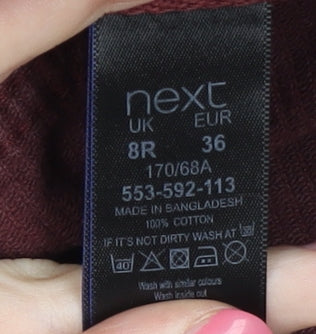 next
UK EUR
8R 36
170/68A
553-592-113
MADE IN BANGLADESH
100% COTTON
IF IT'S NOT DIRTY WASH AT
40
Wash with similar colours
Wash inside out